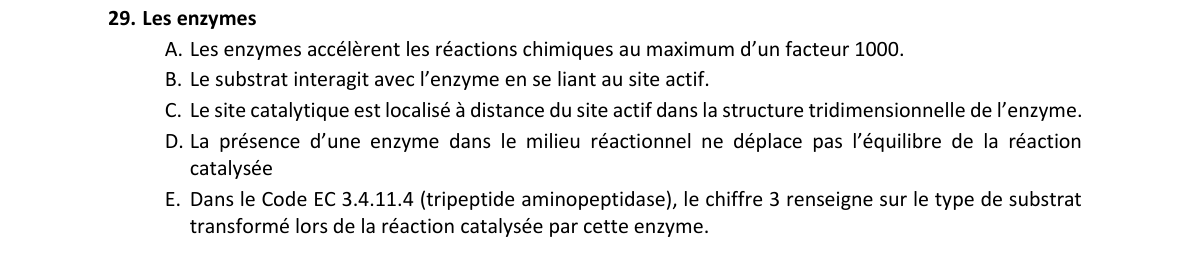 29. Les enzymes
A. Les enzymes accélèrent les réactions chimiques au maximum d’un facteur 1000.
B. Le substrat interagit avec l’enzyme en se liant au site actif.
C. Le site catalytique est localisé à distance du site actif dans la structure tridimensionnelle de l’enzyme.
D. La présence d’une enzyme dans le milieu réactionnel ne déplace pas l’équilibre de la réaction
catalysée
E. Dans le Code EC 3.4.11.4 (tripeptide aminopeptidase), le chiffre 3 renseigne sur le type de substrat
transformé lors de la réaction catalysée par cette enzyme.